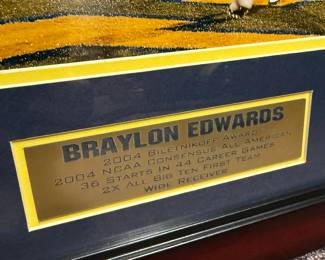 BRAYLON EDWARDS
2004 BILETNIKOFF AWARD
2004 NCAA CONSENSUS ALL AMERICAN
36 STARTS IN 44 CAREER GAMES
2X ALL BIG TEN FIRST TEAM
WIDE RECEIVER